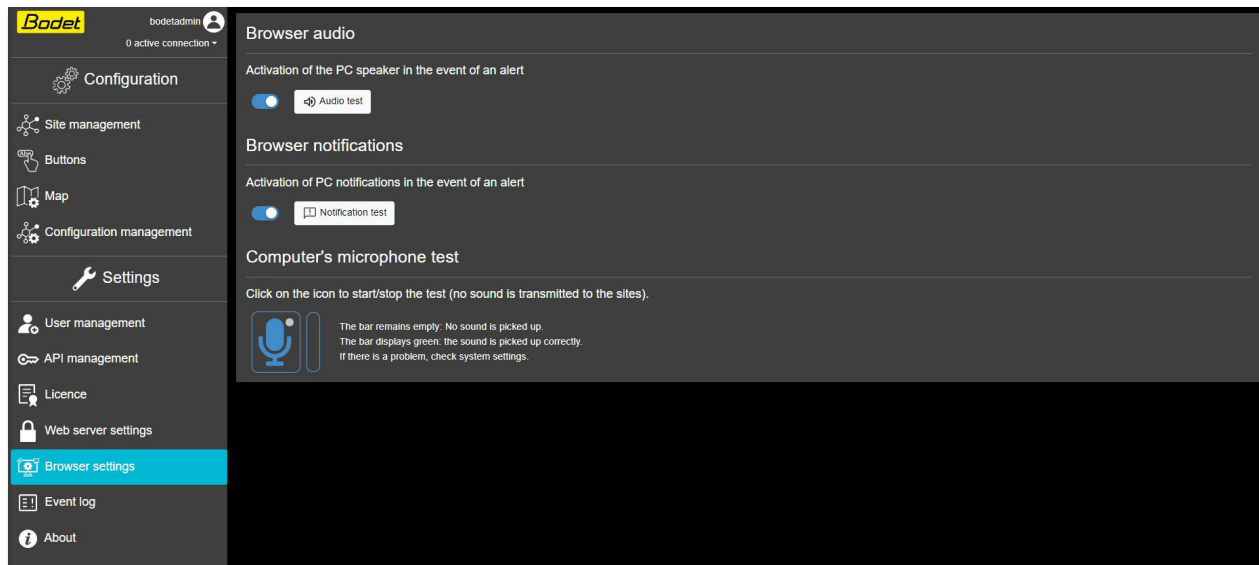 Bodet
bodetadmin
0 active connection
Configuration
Site management
Buttons
Map
Configuration management
Settings
User management
API management
Licence
Web server settings
Browser settings
Event log
About
Browser audio
Activation of the PC speaker in the event of an alert
Audio test
Browser notifications
Activation of PC notifications in the event of an alert
Notification test
Computer's microphone test
Click on the icon to start/stop the test (no sound is transmitted to the sites).
The bar remains empty: No sound is picked up.
The bar displays green: the sound is picked up correctly.
If there is a problem, check system settings.